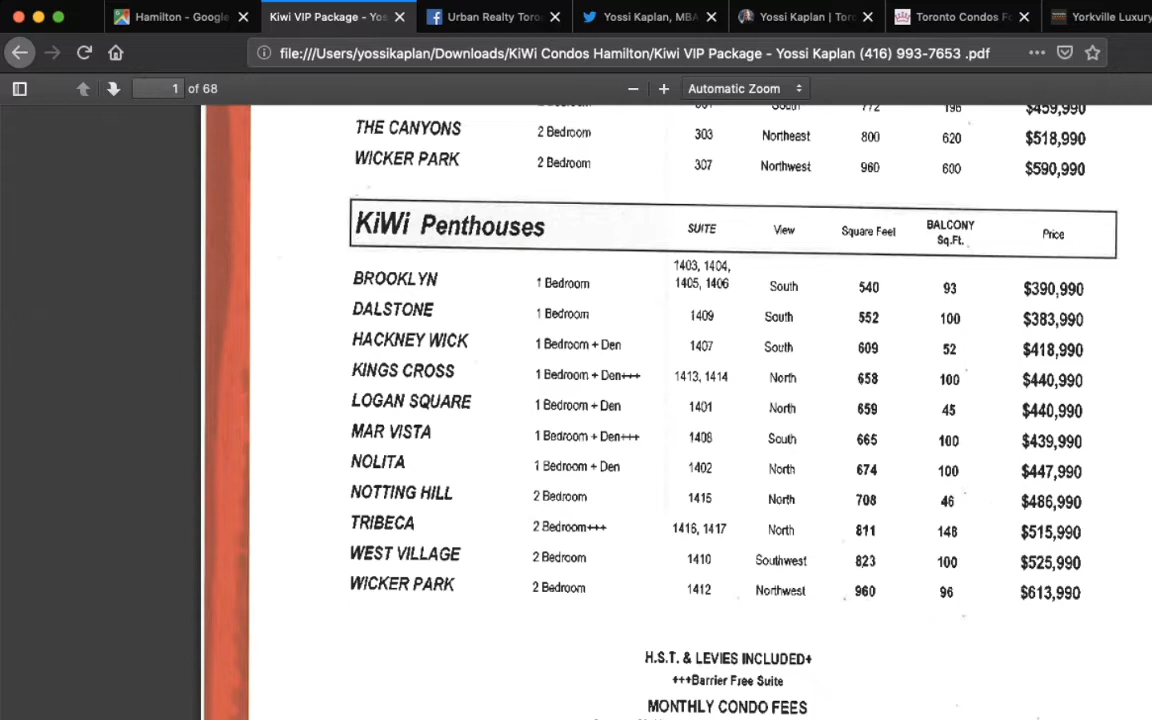 Hamilton - Google
Kiwi VIP Package - Yos
Urban Realty Toro
Yossi Kaplan, MBA
Yossi Kaplan | Toro
Toronto Condos Fo
Yorkville Luxury
file:///Users/yossikaplan/Downloads/KiWi Condos Hamilton/Kiwi VIP Package - Yossi Kaplan (416) 993-7653 .pdf
1 of 68 Automatic Zoom
South 772 $459,990
THE CANYONS 2 Bedroom 303 Northeast 800 620 $518,990
WICKER PARK 2 Bedroom 307 Northwest 960 600 $590,990
KiWi Penthouses SUITE View Square Feet BALCONY Sq.Ft. Price
BROOKLYN 1 Bedroom 1403, 1404, 1405, 1406 South 540 93 $390,990
DALSTONE 1 Bedroom 1409 South 552 100 $383,990
HACKNEY WICK 1 Bedroom + Den 1407 South 609 52 $418,990
KINGS CROSS 1 Bedroom + Den+++ 1413, 1414 North 658 100 $440,990
LOGAN SQUARE 1 Bedroom + Den 1401 North 659 45 $440,990
MAR VISTA 1 Bedroom + Den+++ 1408 South 665 100 $439,990
NOLITA 1 Bedroom + Den 1402 North 674 100 $447,990
NOTTING HILL 2 Bedroom 1415 North 708 46 $486,990
TRIBECA 2 Bedroom+++ 1416, 1417 North 811 148 $515,990
WEST VILLAGE 2 Bedroom 1410 Southwest 823 100 $525,990
WICKER PARK 2 Bedroom 1412 Northwest 960 96 $613,990
H.S.T. & LEVIES INCLUDED+
+++Barrier Free Suite
MONTHLY CONDO FEES